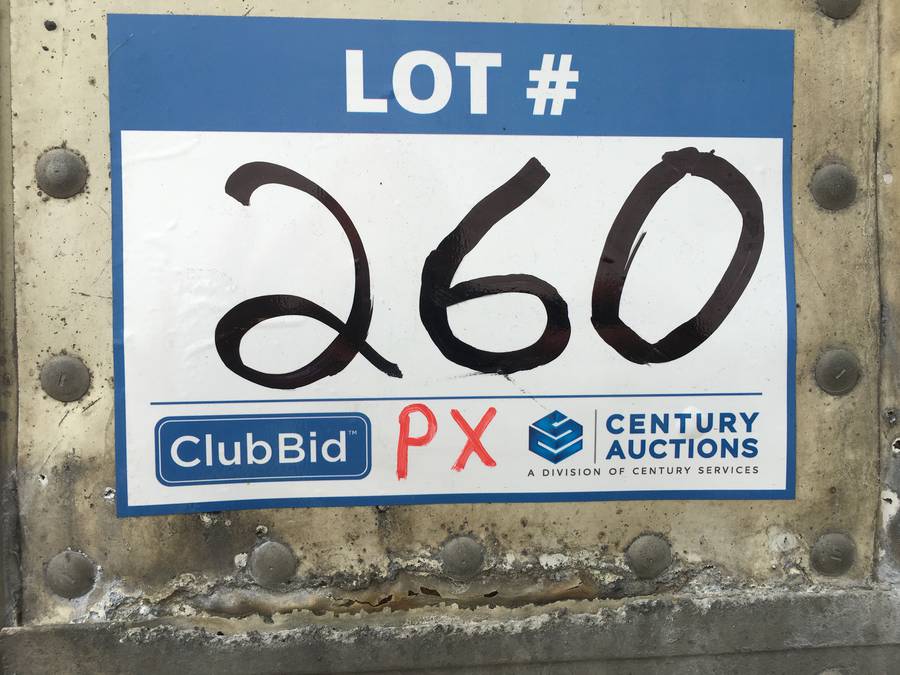 LOT #
260
ClubBid™ PX CENTURY AUCTIONS
A DIVISION OF CENTURY SERVICES